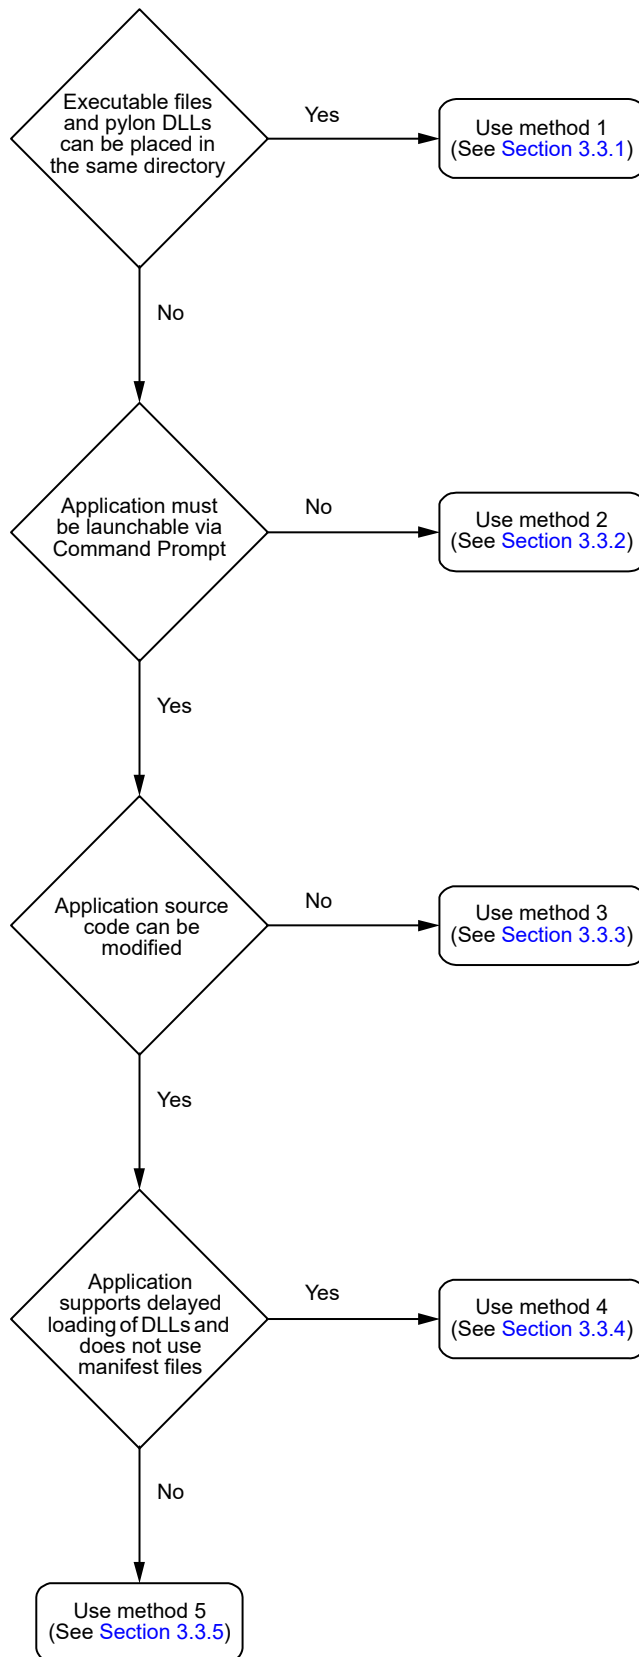 Executable files
and pylon DLLs
can be placed in
the same directory
Yes
Use method 1
(See Section 3.3.1)
No
Application must
be launchable via
Command Prompt
No
Use method 2
(See Section 3.3.2)
Yes
Application source
code can be
modified
No
Use method 3
(See Section 3.3.3)
Yes
Application
supports delayed
loading of DLLs and
does not use
manifest files
Yes
Use method 4
(See Section 3.3.4)
No
Use method 5
(See Section 3.3.5)